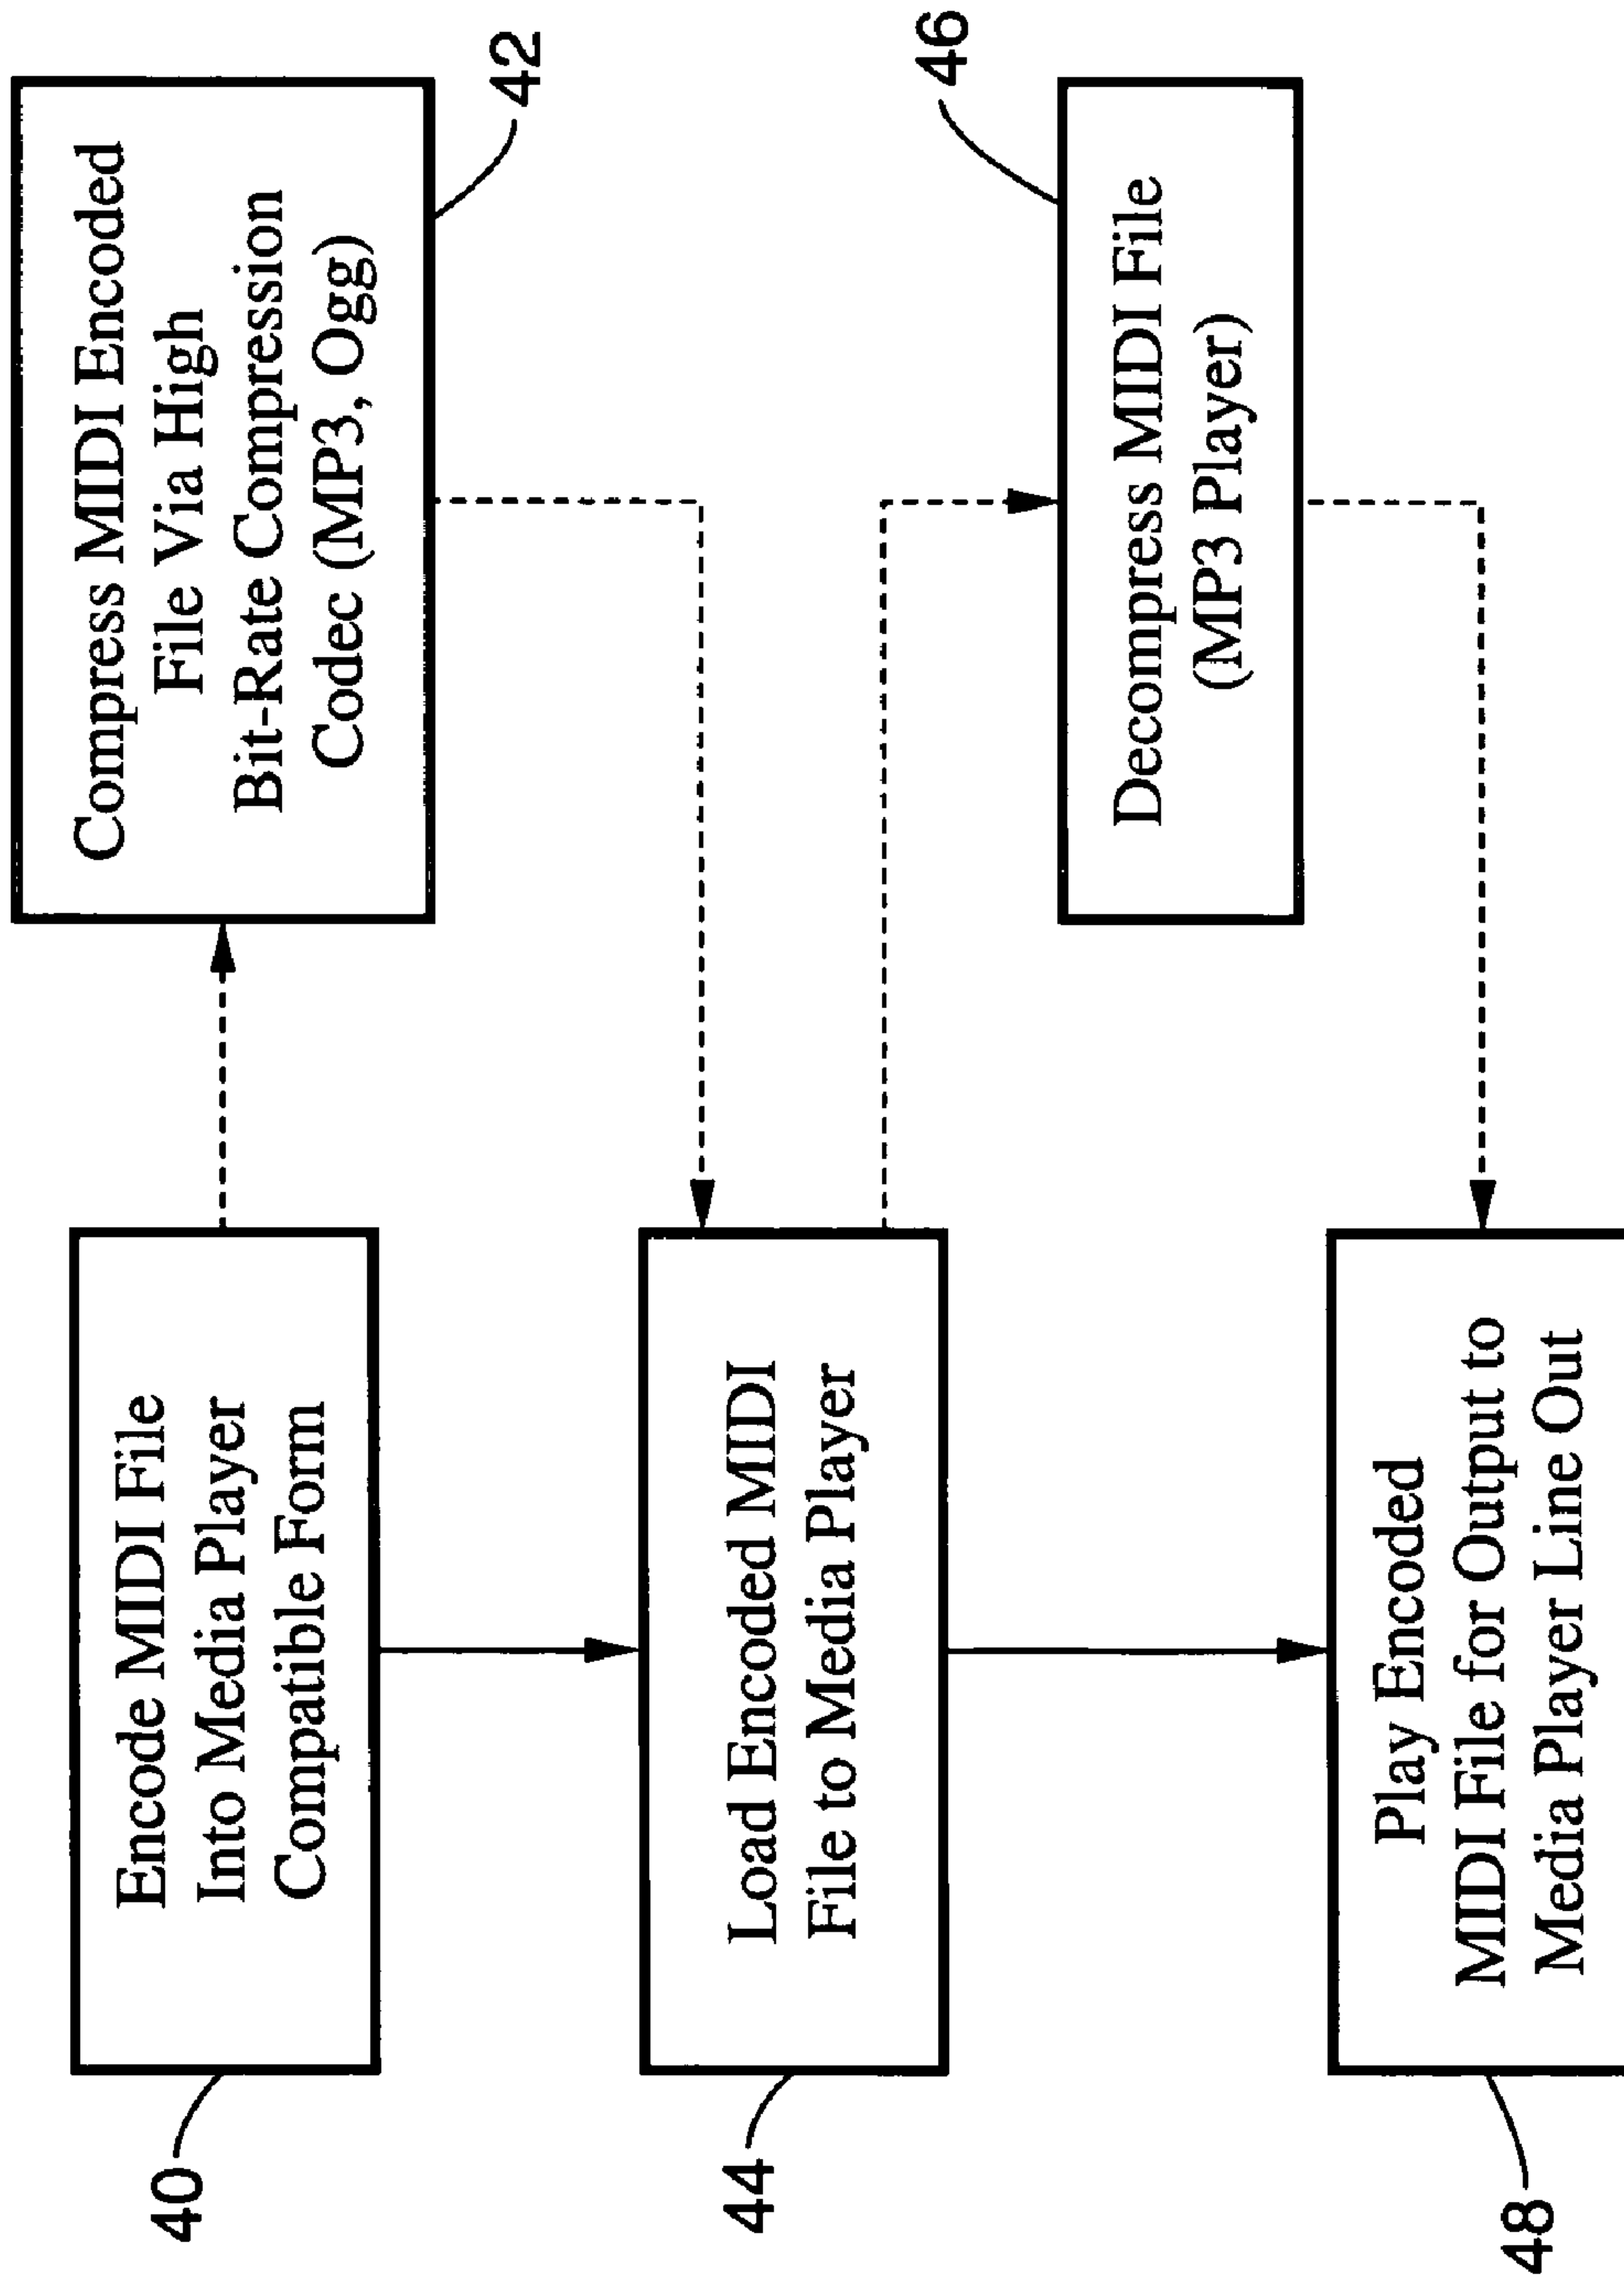 40
Encode MIDI File
Into Media Player
Compatible Form
Compress MIDI Encoded
File Via High
Bit-Rate Compression
Codec (MP3, Ogg)
42
44
Load Encoded MIDI
File to Media Player
Decompress MIDI File
(MP3 Player)
46
48
Play Encoded
MIDI File for Output to
Media Player Line Out